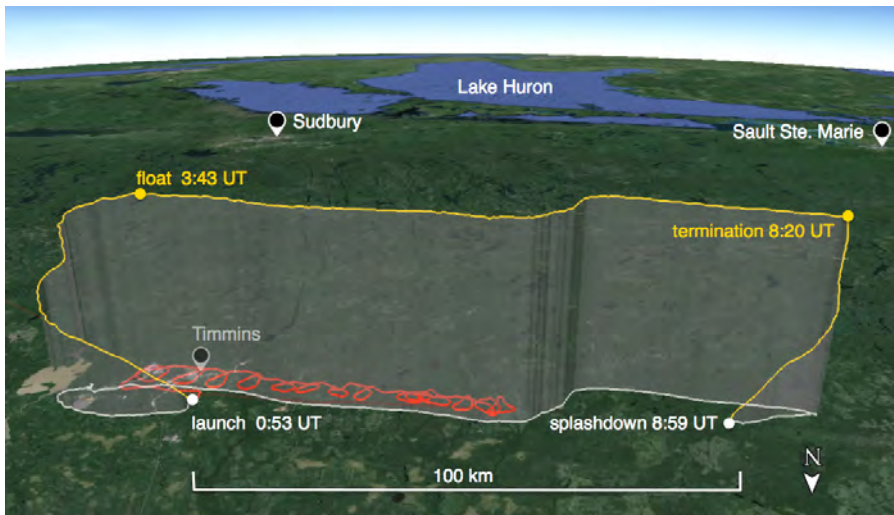 Lake Huron
Sudbury
Sault Ste. Marie
float 3:43 UT
termination 8:20 UT
Timmins
launch 0:53 UT
splashdown 8:59 UT
100 km
N